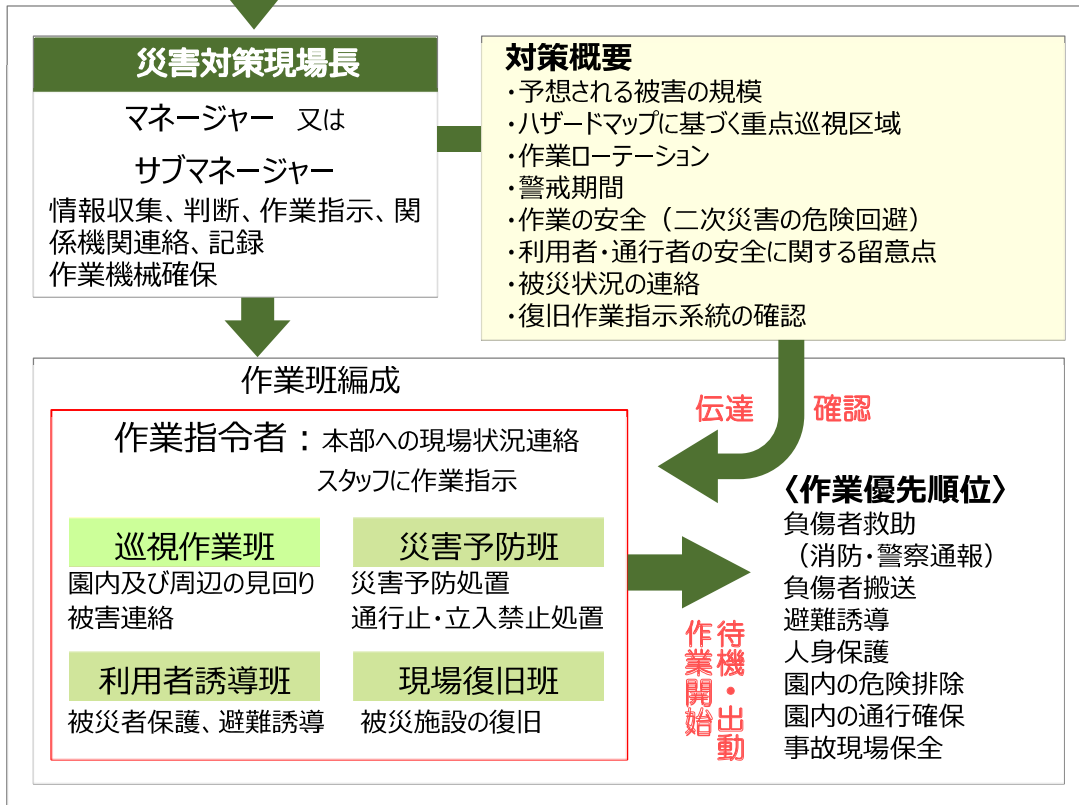 災害対策現場長
マネージャー 又は
サブマネージャー
情報収集、判断、作業指示、関
係機関連絡、記録
作業機械確保
対策概要
・予想される被害の規模
・ハザードマップに基づく重点巡視区域
・作業ローテーション
・警戒期間
・作業の安全（二次災害の危険回避）
・利用者・通行者の安全に関する留意点
・被災状況の連絡
・復旧作業指示系統の確認
伝達 確認
作業班編成
作業指令者：本部への現場状況連絡
スタッフに作業指示
巡視作業班
園内及び周辺の見回り
被害連絡
災害予防班
災害予防処置
通行止・立入禁止処置
利用者誘導班
被災者保護、避難誘導
現場復旧班
被災施設の復旧
待機・出動
作業開始
〈作業優先順位〉
負傷者救助
（消防・警察通報）
負傷者搬送
避難誘導
人身保護
園内の危険排除
園内の通行確保
事故現場保全